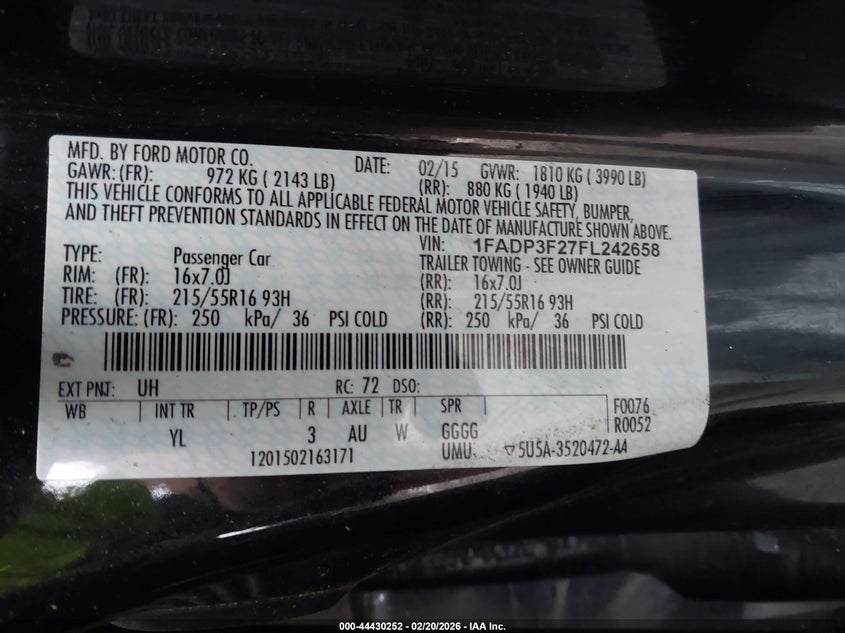 MFD. BY FORD MOTOR CO. DATE: 02/15 GVWR: 1810 KG ( 3990 LB)
GAWR: (FR): 972 KG ( 2143 LB) (RR): 880 KG ( 1940 LB)
THIS VEHICLE CONFORMS TO ALL APPLICABLE FEDERAL MOTOR VEHICLE SAFETY, BUMPER,
AND THEFT PREVENTION STANDARDS IN EFFECT ON THE DATE OF MANUFACTURE SHOWN ABOVE.
VIN: 1FADP3F27FL242658
TYPE: Passenger Car TRAILER TOWING - SEE OWNER GUIDE
RIM: (FR): 16x7.0J (RR): 16x7.0J
TIRE: (FR): 215/55R16 93H (RR): 215/55R16 93H
PRESSURE: (FR): 250 kPa/ 36 PSI COLD (RR): 250 kPa/ 36 PSI COLD
EXT PNT: UH RC: 72 DSO:
WB INT TR TP/PS R AXLE TR SPR F0076
YL 3 AU W GGGG R0052
1201502163171 UMU: 5U5A-3520472-AA
000-44430252 - 02/20/2026 - IAA Inc.